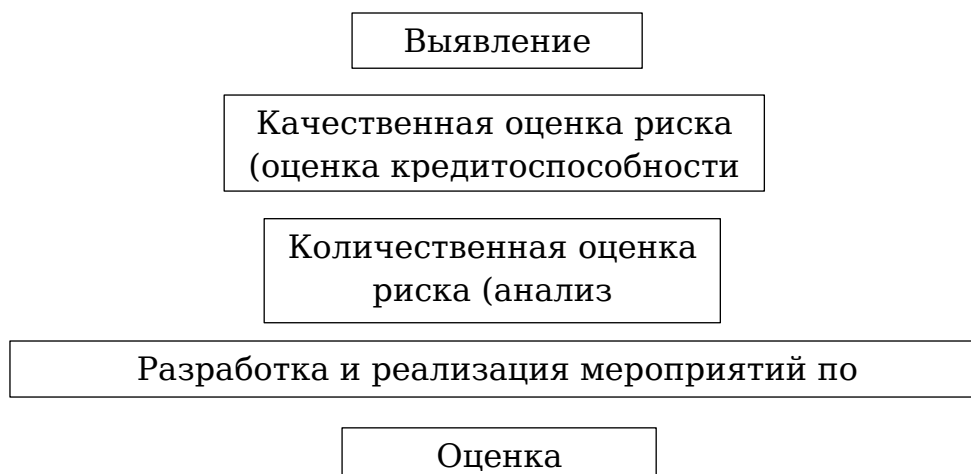 Выявление
Качественная оценка риска
(оценка кредитоспособности
Количественная оценка
риска (анализ
Разработка и реализация мероприятий по
Оценка